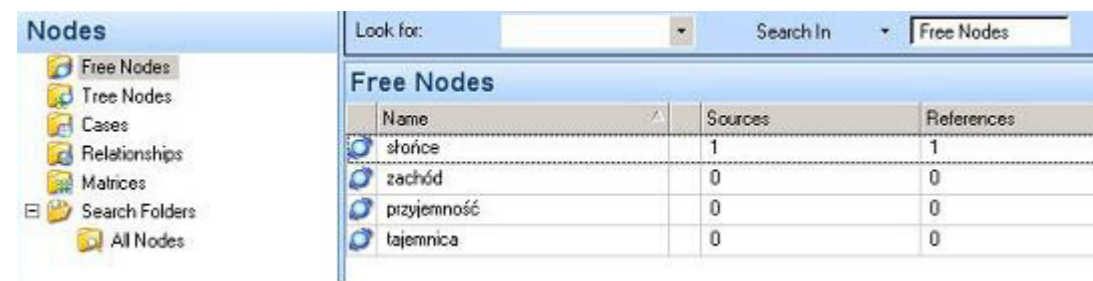 Nodes
Free Nodes
Tree Nodes
Cases
Relationships
Matrices
Search Folders
All Nodes
Look for: Search In Free Nodes
Free Nodes
Name Sources References
słońce 1 1
zachód 0 0
przyjemność 0 0
tajemnica 0 0